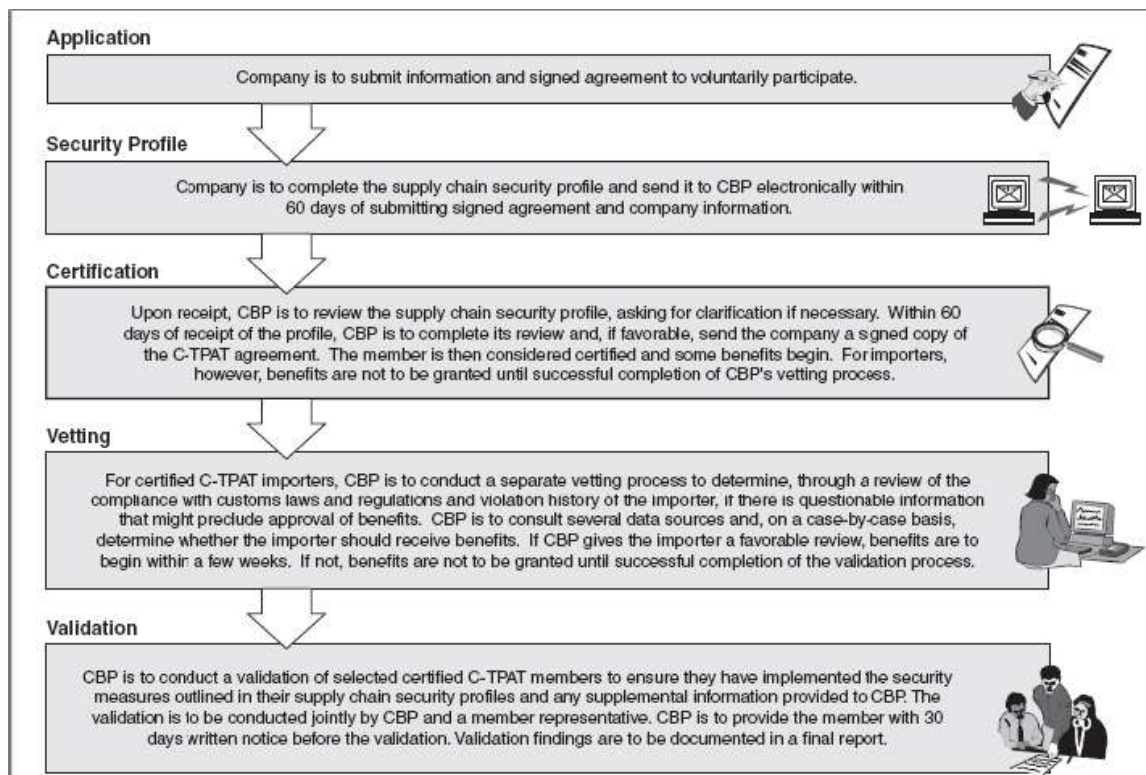 Application
Company is to submit information and signed agreement to voluntarily participate.
Security Profile
Company is to complete the supply chain security profile and send it to CBP electronically within
60 days of submitting signed agreement and company information.
Certification
Upon receipt, CBP is to review the supply chain security profile, asking for clarification if necessary. Within 60
days of receipt of the profile, CBP is to complete its review and, if favorable, send the company a signed copy of
the C-TPAT agreement. The member is then considered certified and some benefits begin. For importers,
however, benefits are not to be granted until successful completion of CBP's vetting process.
Vetting
For certified C-TPAT importers, CBP is to conduct a separate vetting process to determine, through a review of the
compliance with customs laws and regulations and violation history of the importer, if there is questionable information
that might preclude approval of benefits. CBP is to consult several data sources and, on a case-by-case basis,
determine whether the importer should receive benefits. If CBP gives the importer a favorable review, benefits are to
begin within a few weeks. If not, benefits are not to be granted until successful completion of the validation process.
Validation
CBP is to conduct a validation of selected certified C-TPAT members to ensure they have implemented the security
measures outlined in their supply chain security profiles and any supplemental information provided to CBP. The
validation is to be conducted jointly by CBP and a member representative. CBP is to provide the member with 30
days written notice before the validation. Validation findings are to be documented in a final report.